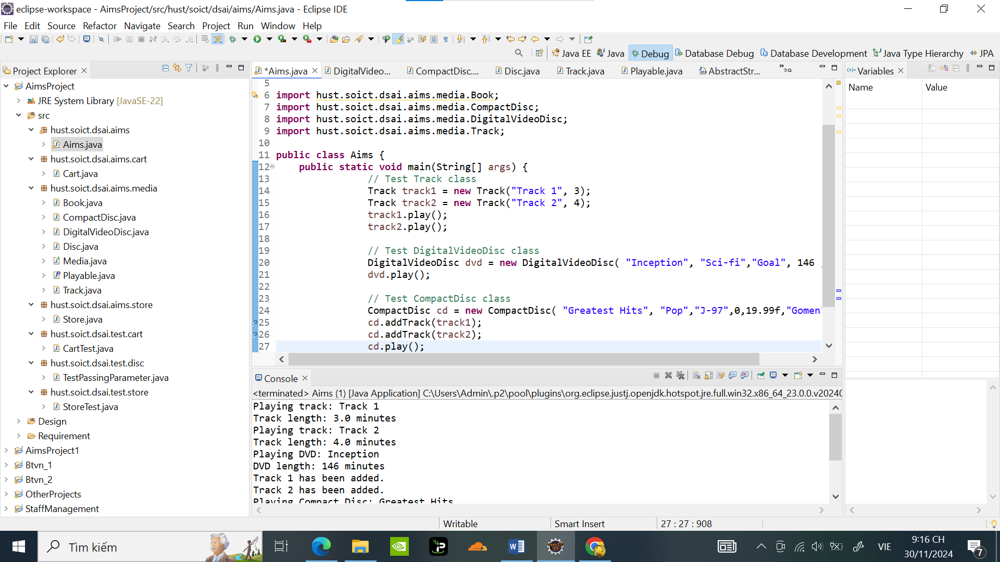 eclipse-workspace - AimsProject/src/hust/soict/dsai/aims/Aims.java - Eclipse IDE
File Edit Source Refactor Navigate Search Project Run Window Help
Java EE Java Debug Database Debug Database Development Java Type Hierarchy JPA
Project Explorer
AimsProject
JRE System Library [JavaSE-22]
src
hust.soict.dsai.aims
Aims.java
hust.soict.dsai.aims.cart
Cart.java
hust.soict.dsai.aims.media
Book.java
CompactDisc.java
DigitalVideoDisc.java
Disc.java
Media.java
Playable.java
Track.java
hust.soict.dsai.aims.store
Store.java
hust.soict.dsai.test.cart
CartTest.java
hust.soict.dsai.test.disc
TestPassingParameter.java
hust.soict.dsai.test.store
StoreTest.java
Design
Requirement
AimsProject1
Btvn_1
Btvn_2
OtherProjects
StaffManagement
*Aims.java DigitalVideo... CompactDisc.... Disc.java Track.java Playable.java AbstractStr...
5
6 import hust.soict.dsai.aims.media.Book;
7 import hust.soict.dsai.aims.media.CompactDisc;
8 import hust.soict.dsai.aims.media.DigitalVideoDisc;
9 import hust.soict.dsai.aims.media.Track;
10
11 public class Aims {
12 public static void main(String[] args) {
13 // Test Track class
14 Track track1 = new Track("Track 1", 3);
15 Track track2 = new Track("Track 2", 4);
16 track1.play();
17 track2.play();
18
19 // Test DigitalVideoDisc class
20 DigitalVideoDisc dvd = new DigitalVideoDisc( "Inception", "Sci-fi","Goal", 146
21 dvd.play();
22
23 // Test CompactDisc class
24 CompactDisc cd = new CompactDisc( "Greatest Hits", "Pop","J-97",0,19.99f,"Gomen"
25 cd.addTrack(track1);
26 cd.addTrack(track2);
27 cd.play();
Console
<terminated> Aims (1) [Java Application] C:\Users\Admin\.p2\pool\plugins\org.eclipse.justj.openjdk.hotspot.jre.full.win32.x86_64_23.0.0.v20240
Playing track: Track 1
Track length: 3.0 minutes
Playing track: Track 2
Track length: 4.0 minutes
Playing DVD: Inception
DVD length: 146 minutes
Track 1 has been added.
Track 2 has been added.
Playing Compact Disc: Greatest Hits
(x)= Variables
Name Value
Writable Smart Insert 27 : 27 : 908
Tìm kiếm
VIE
9:16 CH
30/11/2024
7